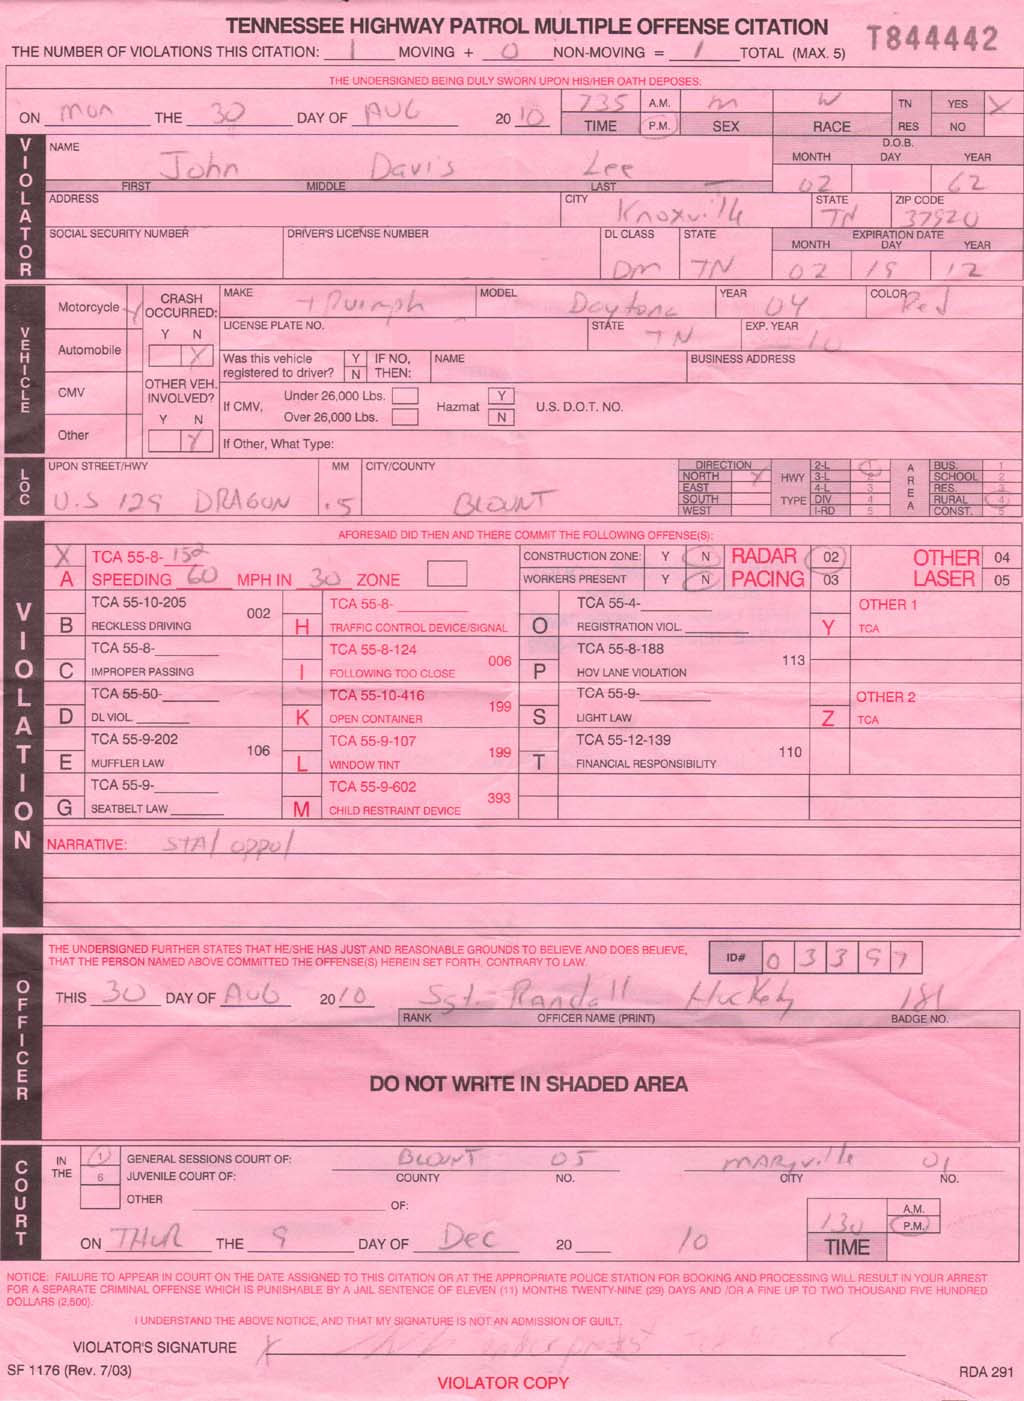 TENNESSEE HIGHWAY PATROL MULTIPLE OFFENSE CITATION
T844442
THE NUMBER OF VIOLATIONS THIS CITATION: 1 MOVING + 0 NON-MOVING = 1 TOTAL (MAX. 5)
THE UNDERSIGNED BEING DULY SWORN UPON HIS/HER OATH DEPOSES:
ON Mon THE 30 DAY OF AUG 20 10 735 A.M. P.M. TIME M SEX W RACE TN RES YES X NO
VIOLATOR
NAME John Davis Lee
FIRST MIDDLE LAST
D.O.B. MONTH DAY YEAR 02 62
ADDRESS CITY Knoxville STATE TN ZIP CODE 37920
SOCIAL SECURITY NUMBER DRIVER'S LICENSE NUMBER DL CLASS DM STATE TN EXPIRATION DATE MONTH DAY YEAR 02 19 12
VEHICLE
Motorcycle
Automobile
CMV
Other
CRASH OCCURRED: Y N X
OTHER VEH. INVOLVED? Y N X
MAKE Triumph MODEL Daytona YEAR 04 COLOR Red
LICENSE PLATE NO. STATE TN EXP. YEAR 10
Was this vehicle registered to driver? Y N IF NO, THEN: NAME BUSINESS ADDRESS
If CMV, Under 26,000 Lbs. Over 26,000 Lbs. Hazmat Y N U.S. D.O.T. NO.
If Other, What Type:
LOC
UPON STREET/HWY U.S 129 DRAGON MM .5 CITY/COUNTY BLOUNT
DIRECTION NORTH X EAST SOUTH WEST
HWY TYPE 2-L 1 3-L 2 4-L 3 DIV 4 I-RD 5
AREA BUS. 1 SCHOOL 2 RES. 3 RURAL 4 CONST. 5
VIOLATION
AFORESAID DID THEN AND THERE COMMIT THE FOLLOWING OFFENSE(S):
X A TCA 55-8-152 SPEEDING 60 MPH IN 30 ZONE
CONSTRUCTION ZONE: Y N RADAR 02 OTHER 04
WORKERS PRESENT Y N PACING 03 LASER 05
B TCA 55-10-205 RECKLESS DRIVING 002
H TCA 55-8- TRAFFIC CONTROL DEVICE/SIGNAL
O TCA 55-4- REGISTRATION VIOL.
Y OTHER 1 TCA
C TCA 55-8- IMPROPER PASSING
I TCA 55-8-124 FOLLOWING TOO CLOSE 006
P TCA 55-8-188 HOV LANE VIOLATION 113
D TCA 55-50- DL VIOL.
K TCA 55-10-416 OPEN CONTAINER 199
S TCA 55-9- LIGHT LAW
Z OTHER 2 TCA
E TCA 55-9-202 MUFFLER LAW 106
L TCA 55-9-107 WINDOW TINT 199
T TCA 55-12-139 FINANCIAL RESPONSIBILITY 110
G TCA 55-9- SEATBELT LAW
M TCA 55-9-602 CHILD RESTRAINT DEVICE 393
NARRATIVE:
OFFICER
THE UNDERSIGNED FURTHER STATES THAT HE/SHE HAS JUST AND REASONABLE GROUNDS TO BELIEVE AND DOES BELIEVE,
THAT THE PERSON NAMED ABOVE COMMITTED THE OFFENSE(S) HEREIN SET FORTH, CONTRARY TO LAW.
ID# 0 3 3 9 7
THIS 30 DAY OF AUG 2010 Sgt. Randall 181
RANK OFFICER NAME (PRINT) BADGE NO.
DO NOT WRITE IN SHADED AREA
COURT
IN THE 1 GENERAL SESSIONS COURT OF: BLOUNT 05 MARYville 01
6 JUVENILE COURT OF: COUNTY NO. CITY NO.
OTHER OF:
ON THUR THE 9 DAY OF Dec 20 10 130 A.M. P.M. TIME
NOTICE: FAILURE TO APPEAR IN COURT ON THE DATE ASSIGNED TO THIS CITATION OR AT THE APPROPRIATE POLICE STATION FOR BOOKING AND PROCESSING WILL RESULT IN YOUR ARREST
FOR A SEPARATE CRIMINAL OFFENSE WHICH IS PUNISHABLE BY A JAIL SENTENCE OF ELEVEN (11) MONTHS TWENTY-NINE (29) DAYS AND /OR A FINE UP TO TWO THOUSAND FIVE HUNDRED
DOLLARS (2,500).
I UNDERSTAND THE ABOVE NOTICE, AND THAT MY SIGNATURE IS NOT AN ADMISSION OF GUILT.
VIOLATOR'S SIGNATURE X
SF 1176 (Rev. 7/03) RDA 291
VIOLATOR COPY